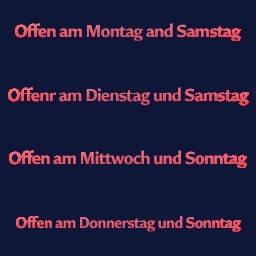 Offen am Montag and Samstag
Offenr am Dienstag und Samstag
Offen am Mittwoch und Sonntag
Offen am Donnerstag und Sonntag